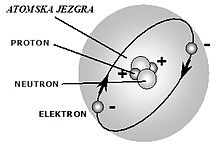 ATOMSKA JEZGRA
PROTON
+
+
-
NEUTRON
ELEKTRON
-